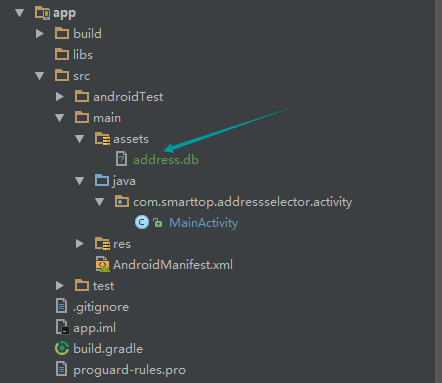 app
build
libs
src
androidTest
main
assets
address.db
java
com.smarttop.addressselector.activity
MainActivity
res
AndroidManifest.xml
test
.gitignore
app.iml
build.gradle
proguard-rules.pro